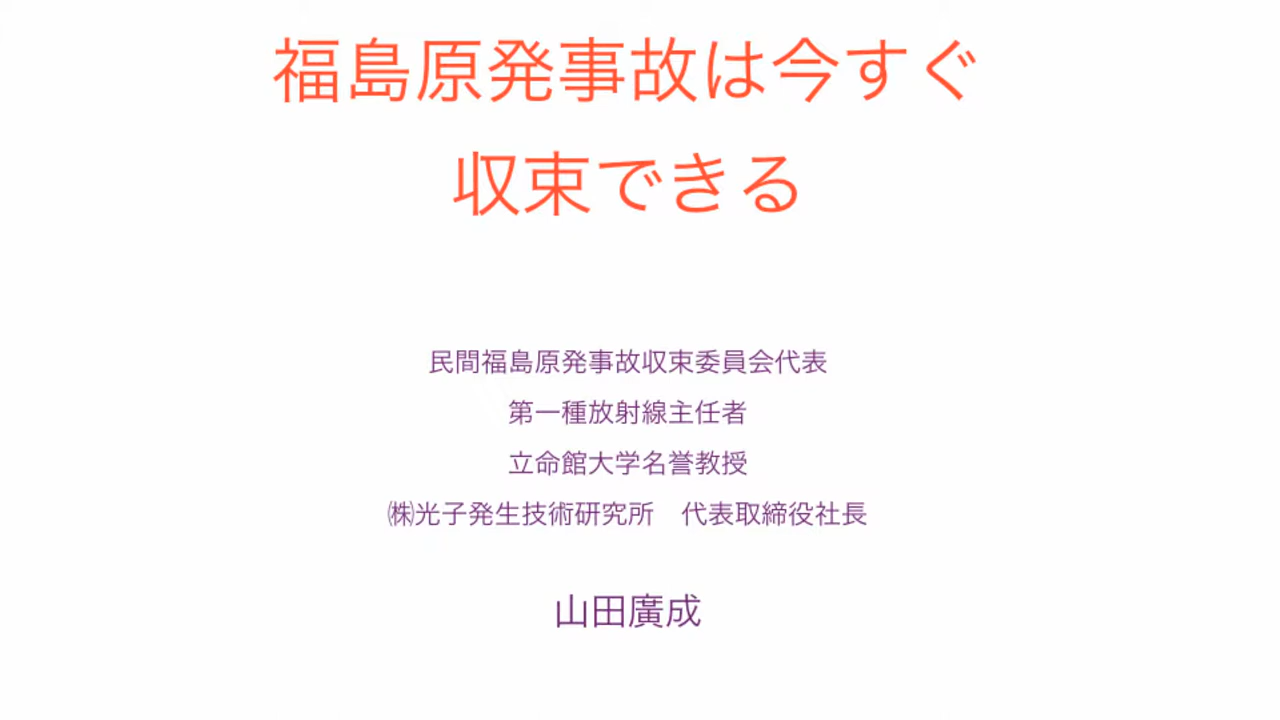 福島原発事故は今すぐ
収束できる
民間福島原発事故収束委員会代表
第一種放射線主任者
立命館大学名誉教授
㈱光子発生技術研究所　代表取締役社長
山田廣成